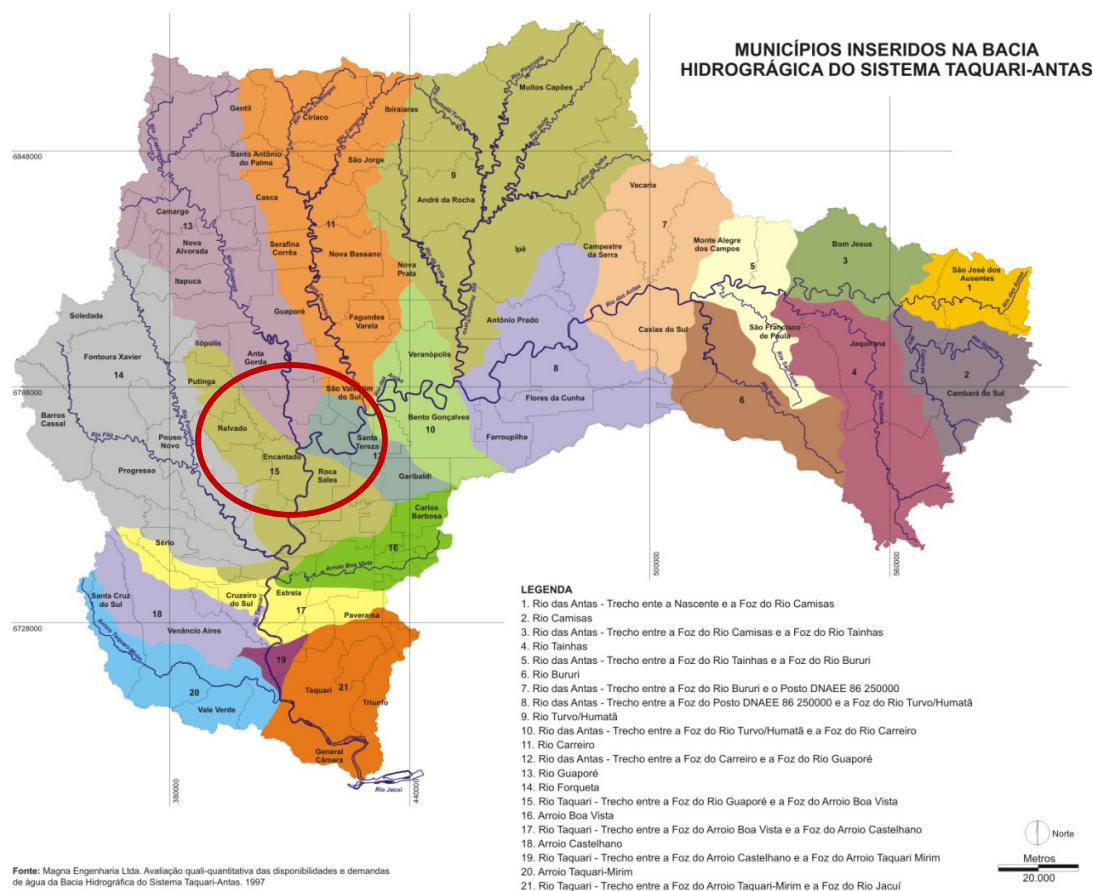 MUNICÍPIOS INSERIDOS NA BACIA
HIDROGRÁGICA DO SISTEMA TAQUARI-ANTAS
6848000
6788000
6728000
380000
440000
500000
560000
Gentil
Ciríaco
Ibiraiaras
Muitos Capões
Santo Antônio
do Palma
São Jorge
9
André da Rocha
Vacaria
7
Casca
Camargo
13
Nova
Alvorada
11
Serafina
Corrêa
Nova Bassano
Nova
Prata
Ipê
Campestre
da Serra
Monte Alegre
dos Campos
5
Bom Jesus
3
São José dos
Ausentes
1
Rio das Antas
Itapuca
Guaporé
Fagundes
Varela
Antônio Prado
Rio das Antas
Caxias do Sul
São Francisco
de Paula
Jaquirana
Soledade
Ilópolis
Anta
Gorda
Veranópolis
Fontoura Xavier
14
Putinga
8
4
2
Cambará do Sul
São Valentim
do Sul
Flores da Cunha
6
Barros
Cassal
Pouso
Novo
Relvado
Bento Gonçalves
10
Santa
Tereza
12
Farroupilha
Rio Fão
Encantado
15
Roca
Sales
Garibaldi
Progresso
Carlos
Barbosa
16
Arroio Boa Vista
Sério
Santa Cruz
do Sul
18
Cruzeiro
do Sul
Estrela
17
Paverama
Rio Taquari
Venâncio Aires
Arroio Taquari-Mirim
19
20
Vale Verde
Taquari
21
Triunfo
General
Câmara
Rio Jacuí
LEGENDA
1. Rio das Antas - Trecho ente a Nascente e a Foz do Rio Camisas
2. Rio Camisas
3. Rio das Antas - Trecho entre a Foz do Rio Camisas e a Foz do Rio Tainhas
4. Rio Tainhas
5. Rio das Antas - Trecho entre a Foz do Rio Tainhas e a Foz do Rio Bururi
6. Rio Bururi
7. Rio das Antas - Trecho entre a Foz do Rio Bururi e o Posto DNAEE 86 250000
8. Rio das Antas - Trecho entre a Foz do Posto DNAEE 86 250000 e a Foz do Rio Turvo/Humatã
9. Rio Turvo/Humatã
10. Rio das Antas - Trecho entre a Foz do Rio Turvo/Humatã e a Foz do Rio Carreiro
11. Rio Carreiro
12. Rio das Antas - Trecho entre a Foz do Carreiro e a Foz do Rio Guaporé
13. Rio Guaporé
14. Rio Forqueta
15. Rio Taquari - Trecho entre a Foz do Rio Guaporé e a Foz do Arroio Boa Vista
16. Arroio Boa Vista
17. Rio Taquari - Trecho entre a Foz do Arroio Boa Vista e a Foz do Arroio Castelhano
18. Arroio Castelhano
19. Rio Taquari - Trecho entre a Foz do Arroio Castelhano e a Foz do Arroio Taquari Mirim
20. Arroio Taquari-Mirim
21. Rio Taquari - Trecho entre a Foz do Arroio Taquari-Mirim e a Foz do Rio Jacuí
Norte
Metros
20.000
Fonte: Magna Engenharia Ltda. Avaliação quali-quantitativa das disponibilidades e demandas
de água da Bacia Hidrográfica do Sistema Taquari-Antas. 1997